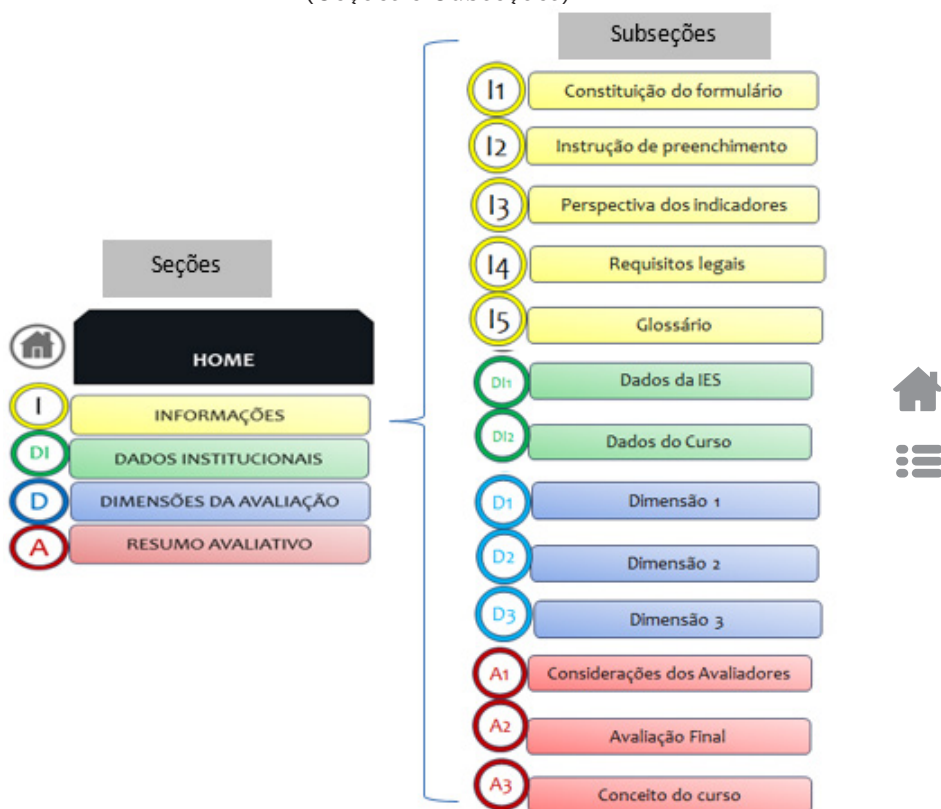 (Seções e Subseções)
Subseções
I1 Constituição do formulário
I2 Instrução de preenchimento
I3 Perspectiva dos indicadores
I4 Requisitos legais
I5 Glossário
DI1 Dados da IES
DI2 Dados do Curso
D1 Dimensão 1
D2 Dimensão 2
D3 Dimensão 3
A1 Considerações dos Avaliadores
A2 Avaliação Final
A3 Conceito do curso
Seções
HOME
I INFORMAÇÕES
DI DADOS INSTITUCIONAIS
D DIMENSÕES DA AVALIAÇÃO
A RESUMO AVALIATIVO